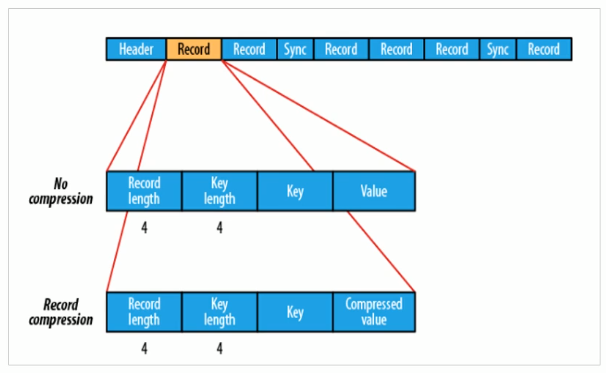 Header Record Record Sync Record Record Record Sync Record
No
compression
Record
length
Key
length
Key
Value
4 4
Record
compression
Record
length
Key
length
Key
Compressed
value
4 4